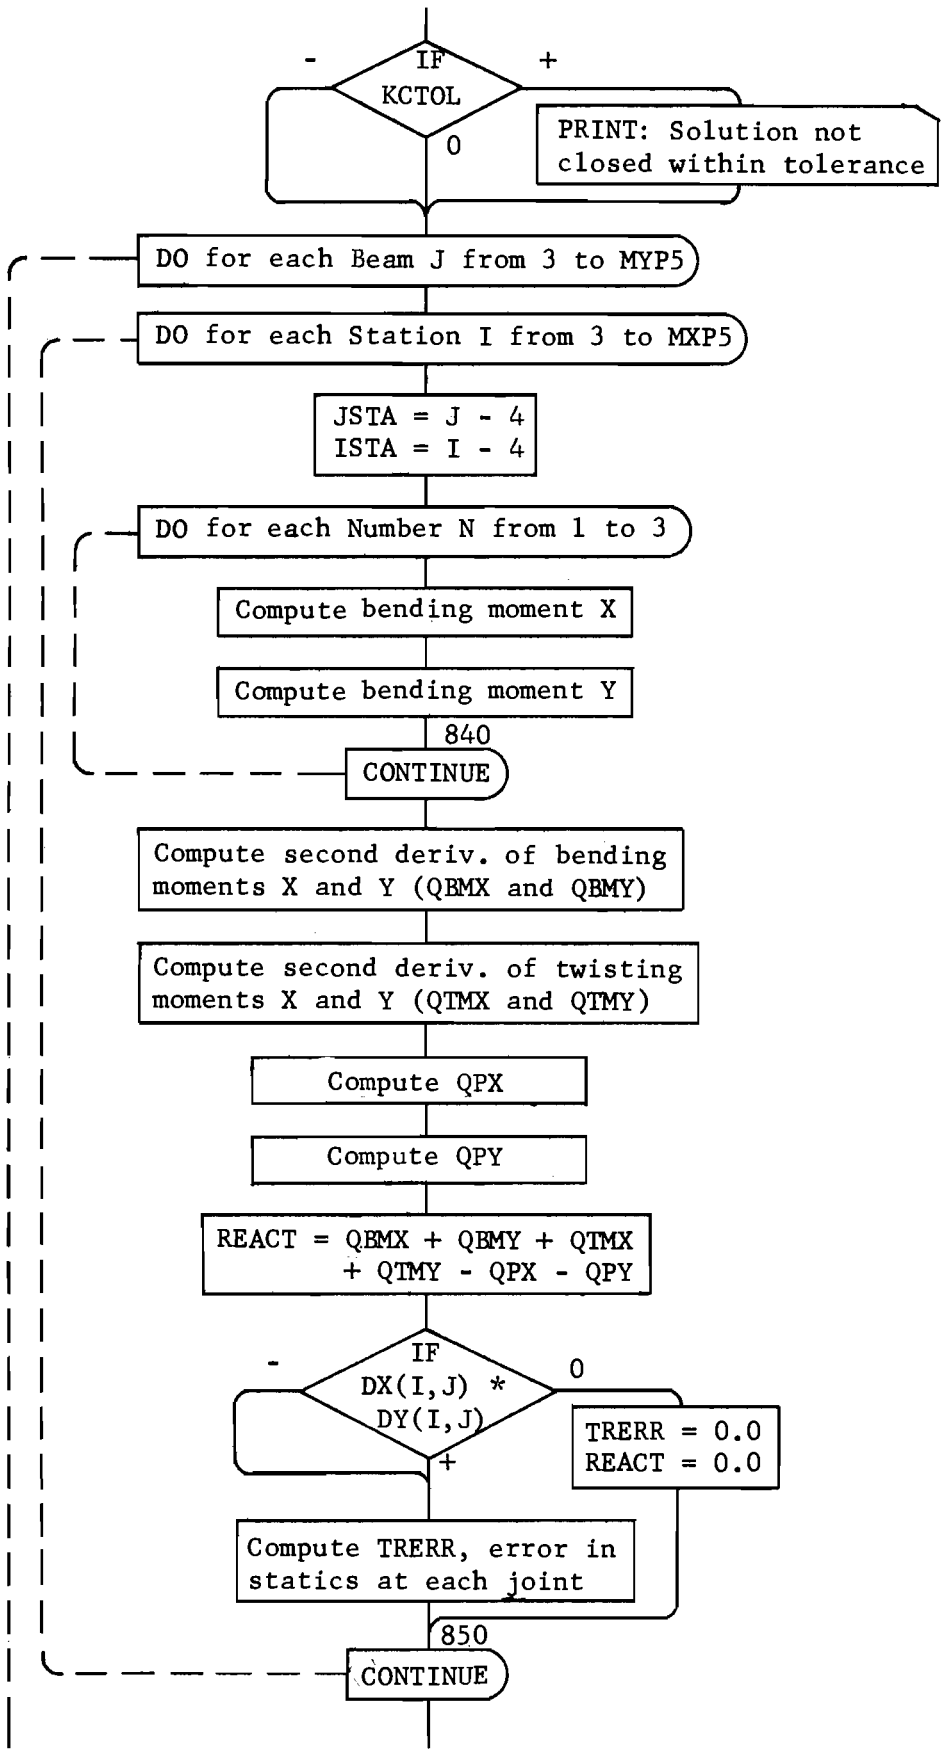 -
IF
KCTOL
+
0
PRINT: Solution not
closed within tolerance
DO for each Beam J from 3 to MYP5
DO for each Station I from 3 to MXP5
JSTA = J - 4
ISTA = I - 4
DO for each Number N from 1 to 3
Compute bending moment X
Compute bending moment Y
840
CONTINUE
Compute second deriv. of bending
moments X and Y (QBMX and QBMY)
Compute second deriv. of twisting
moments X and Y (QTMX and QTMY)
Compute QPX
Compute QPY
REACT = QBMX + QBMY + QTMX
+ QTMY - QPX - QPY
-
IF
DX(I,J) *
DY(I,J)
0
+
TRERR = 0.0
REACT = 0.0
Compute TRERR, error in
statics at each joint
850
CONTINUE